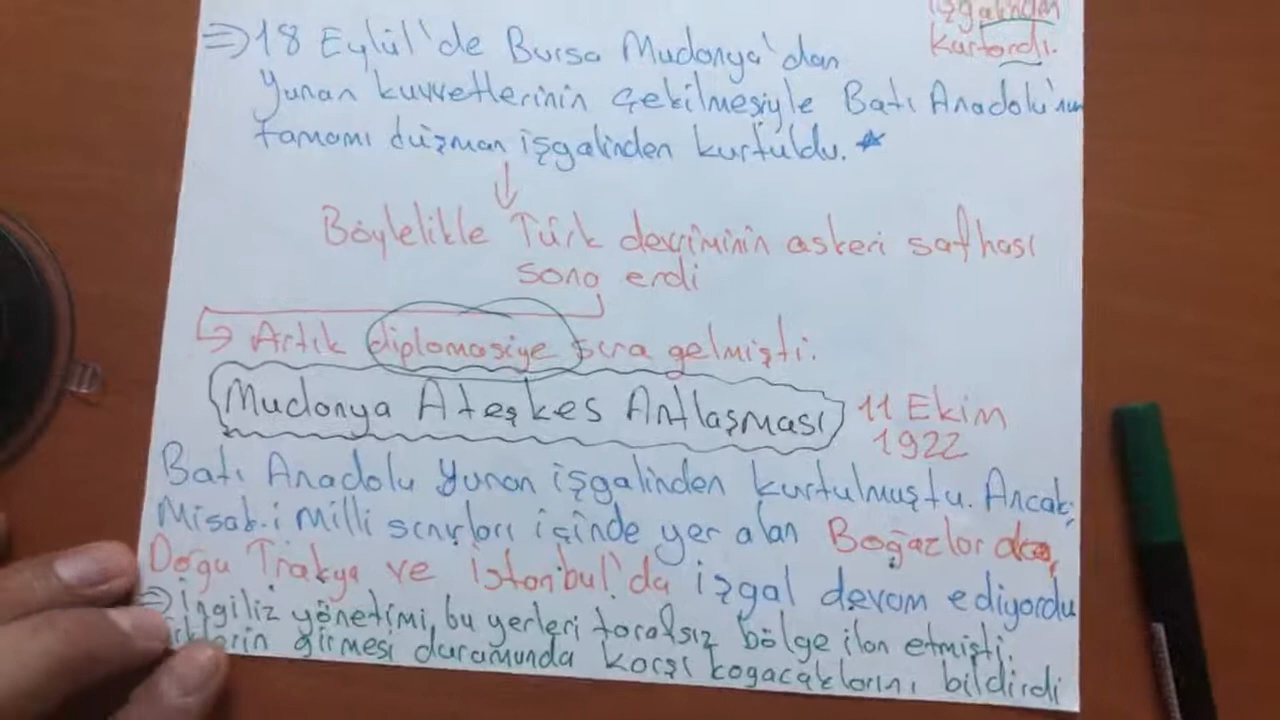 işgalinden
kurtardı.
⇒ 18 Eylül'de Bursa Mudanya'dan
Yunan kuvvetlerinin çekilmesiyle Batı Anadolu'nun
tamamı düşman işgalinden kurtuldu.
Böylelikle Türk devriminin askeri safhası
sona erdi
Artık diplomasiye sıra gelmişti.
Mudanya Ateşkes Antlaşması 11 Ekim
1922
Batı Anadolu Yunan işgalinden kurtulmuştu. Ancak;
Misak-i milli sınırları içinde yer alan Boğazlar
Doğu Trakya ve İstanbul'da işgal devam ediyordu
⇒ İngiliz yönetimi, bu yerleri tarafsız bölge ilan etmişti.
girmesi durumunda karşı koyacaklarını bildirdi